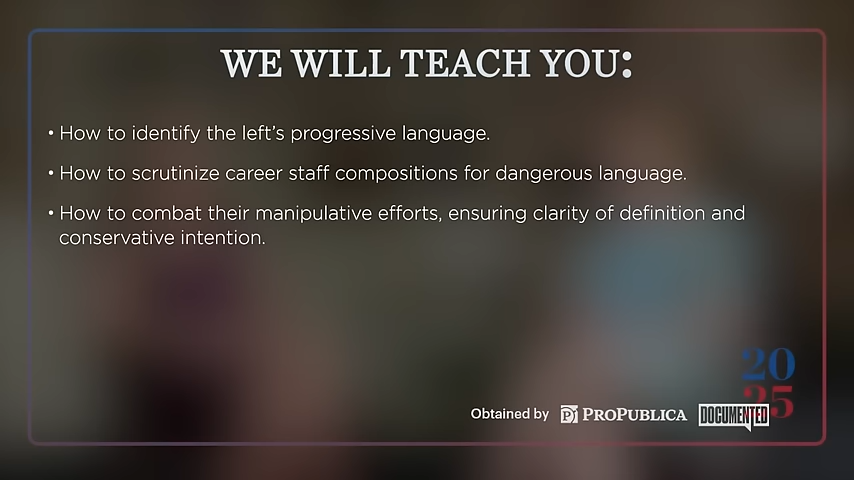 WE WILL TEACH YOU:
• How to identify the left's progressive language.
• How to scrutinize career staff compositions for dangerous language.
• How to combat their manipulative efforts, ensuring clarity of definition and
conservative intention.
20
25
Obtained by PROPUBLICA DOCUMENTED